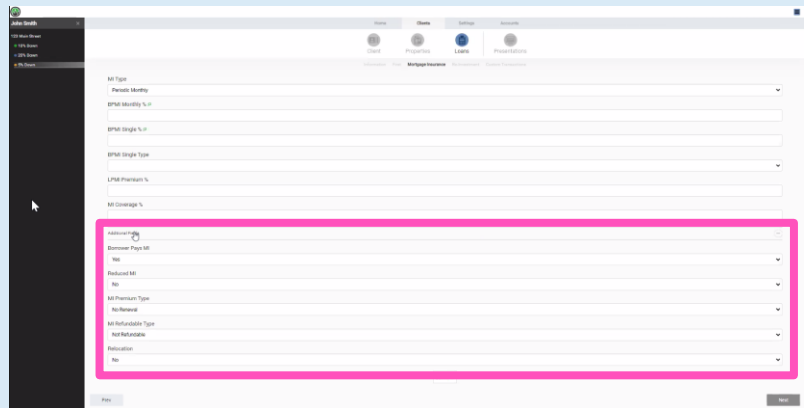 John Smith ×
Home Clients Settings Accounts
123 Main Street
10% Down
20% Down
5% Down
Client Properties Loans Presentations
Fees Mortgage Insurance
MI Type
Periodic Monthly
BPMI Monthly %
BPMI Single %
BPMI Single Type
LPMI Premium %
MI Coverage %
Additional
Borrower Pays MI
Yes
Reduced MI
No
MI Premium Type
No Renewal
MI Refundable Type
Not Refundable
Relocation
No
Prev Next